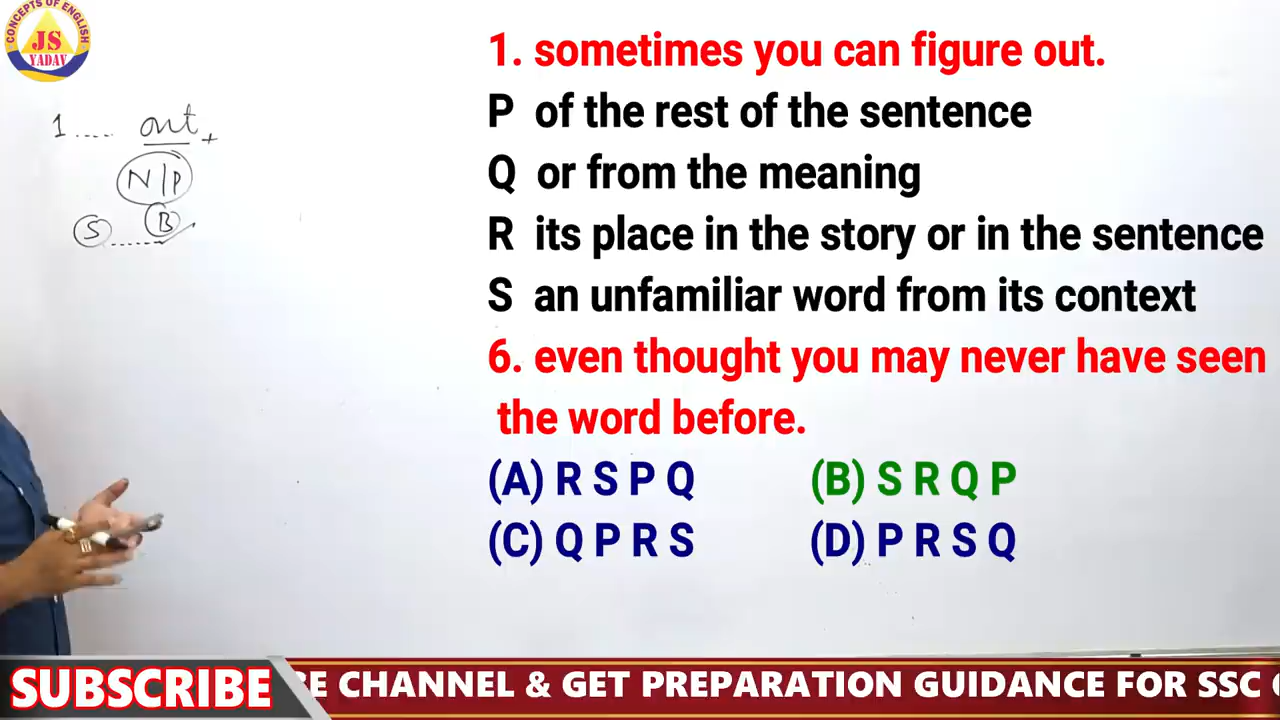 CONCEPTS OF ENGLISH
JS
YADAV
1 .... out +
N/P
S ...... B
1. sometimes you can figure out.
P of the rest of the sentence
Q or from the meaning
R its place in the story or in the sentence
S an unfamiliar word from its context
6. even thought you may never have seen
the word before.
(A) R S P Q (B) S R Q P
(C) Q P R S (D) P R S Q
SUBSCRIBE
BE CHANNEL & GET PREPARATION GUIDANCE FOR SSC